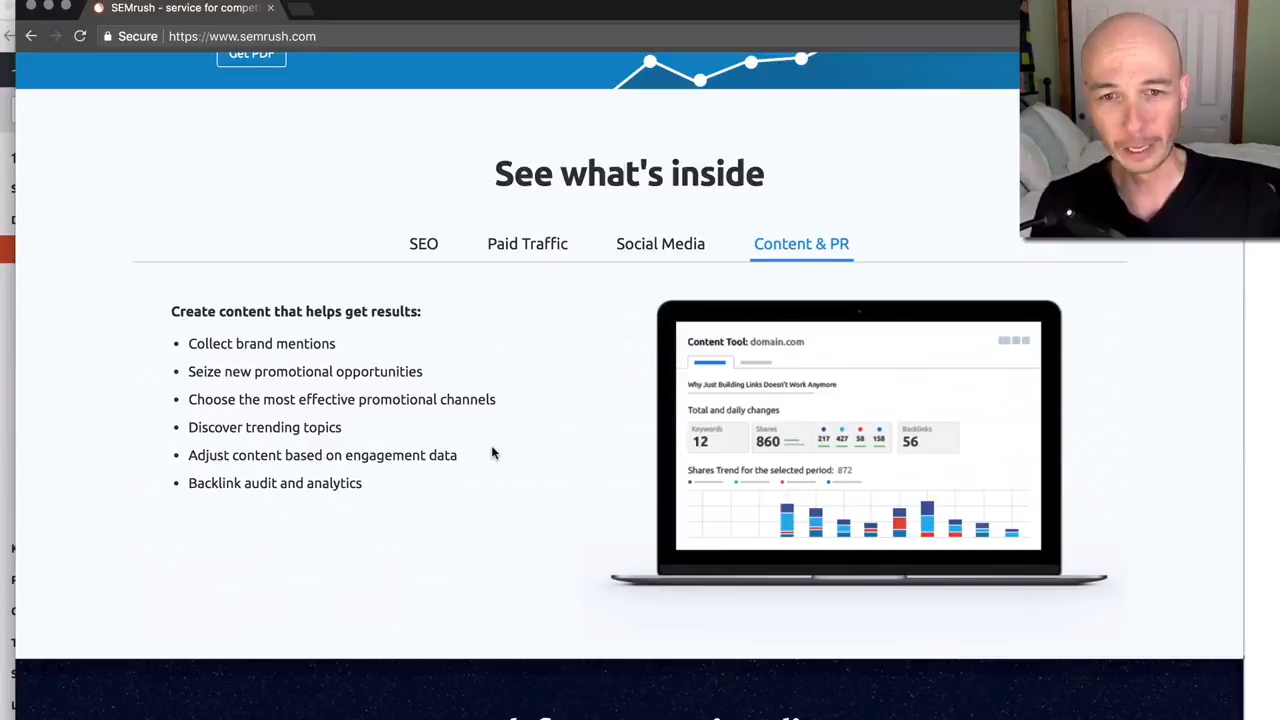 SEMrush - service for compet
Secure https://www.semrush.com
Get PDF
See what's inside
SEO Paid Traffic Social Media Content & PR
Create content that helps get results:
• Collect brand mentions
• Seize new promotional opportunities
• Choose the most effective promotional channels
• Discover trending topics
• Adjust content based on engagement data
• Backlink audit and analytics
Content Tool: domain.com
Why Just Building Links Doesn't Work Anymore
Total and daily changes
Keywords Shares Backlinks
12 860 217 427 58 158 56
Shares Trend for the selected period: 872